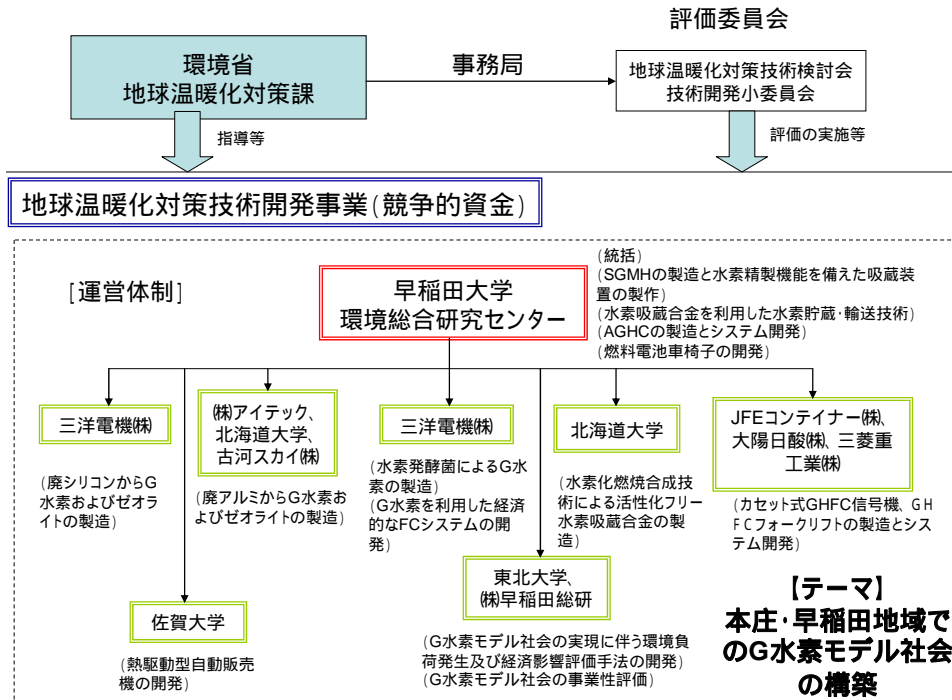 評価委員会
環境省
地球温暖化対策課
事務局
地球温暖化対策技術検討会
技術開発小委員会
指導等
評価の実施等
地球温暖化対策技術開発事業(競争的資金)
[運営体制]
早稲田大学
環境総合研究センター
(統括)
(SGMHの製造と水素精製機能を備えた吸蔵装
置の製作)
(水素吸蔵合金を利用した水素貯蔵・輸送技術)
(AGHCの製造とシステム開発)
(燃料電池車椅子の開発)
三洋電機㈱
(廃シリコンからG
水素およびゼオラ
イトの製造)
㈱アイテック、
北海道大学、
古河スカイ㈱
(廃アルミからG水素お
よびゼオライトの製造)
三洋電機㈱
(水素発酵菌によるG水
素の製造)
(G水素を利用した経済
的なFCシステムの開
発)
北海道大学
(水素化燃焼合成技
術による活性化フリー
水素吸蔵合金の製
造)
JFEコンテイナー㈱、
大陽日酸㈱、三菱重
工業㈱
(カセット式GHFC信号機、GH
FCフォークリフトの製造とシス
テム開発)
佐賀大学
(熱駆動型自動販売
機の開発)
東北大学、
㈱早稲田総研
(G水素モデル社会の実現に伴う環境負
荷発生及び経済影響評価手法の開発)
(G水素モデル社会の事業性評価)
【テーマ】
本庄・早稲田地域で
のG水素モデル社会
の構築